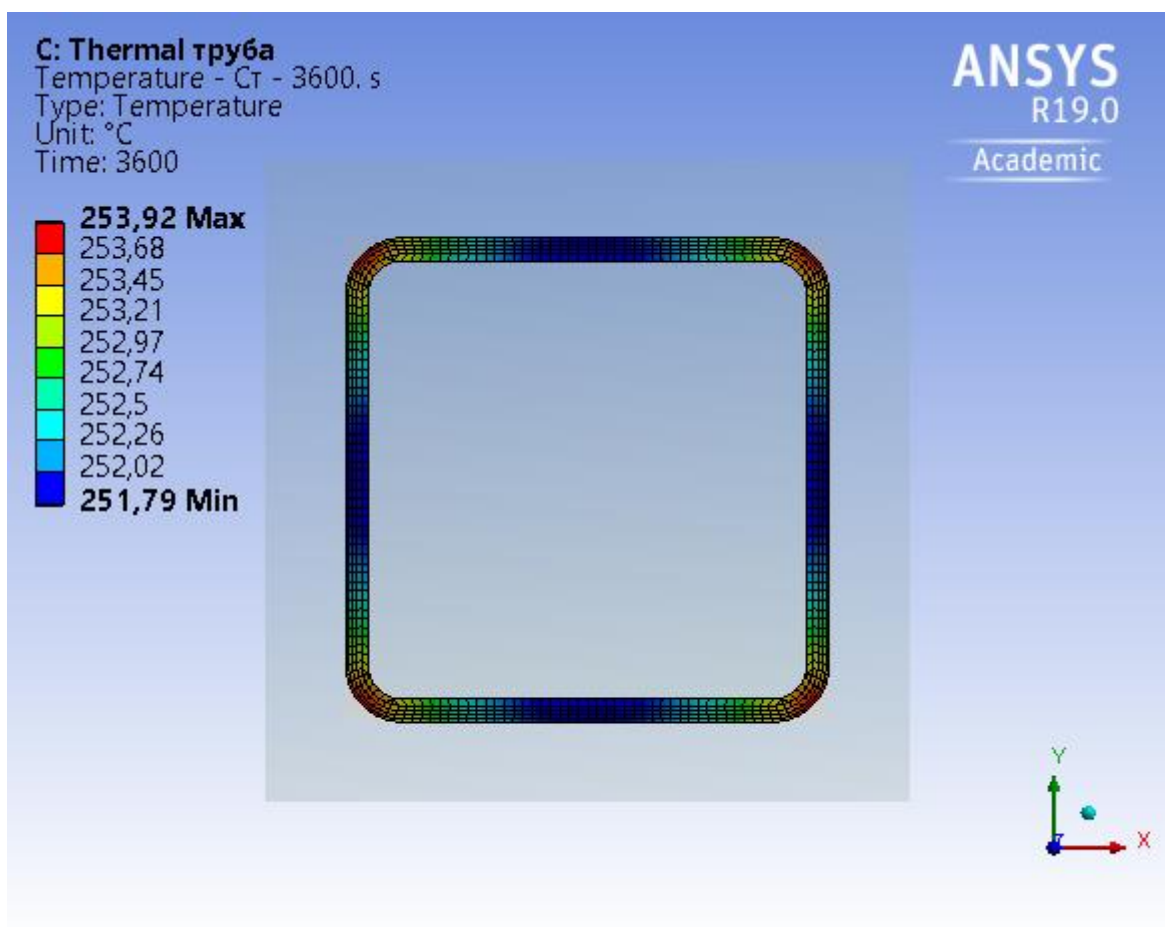 C: Thermal труба
Temperature - Ст - 3600. s
Type: Temperature
Unit: °C
Time: 3600
253,92 Max
253,68
253,45
253,21
252,97
252,74
252,5
252,26
252,02
251,79 Min
ANSYS
R19.0
Academic
Y
Z
X